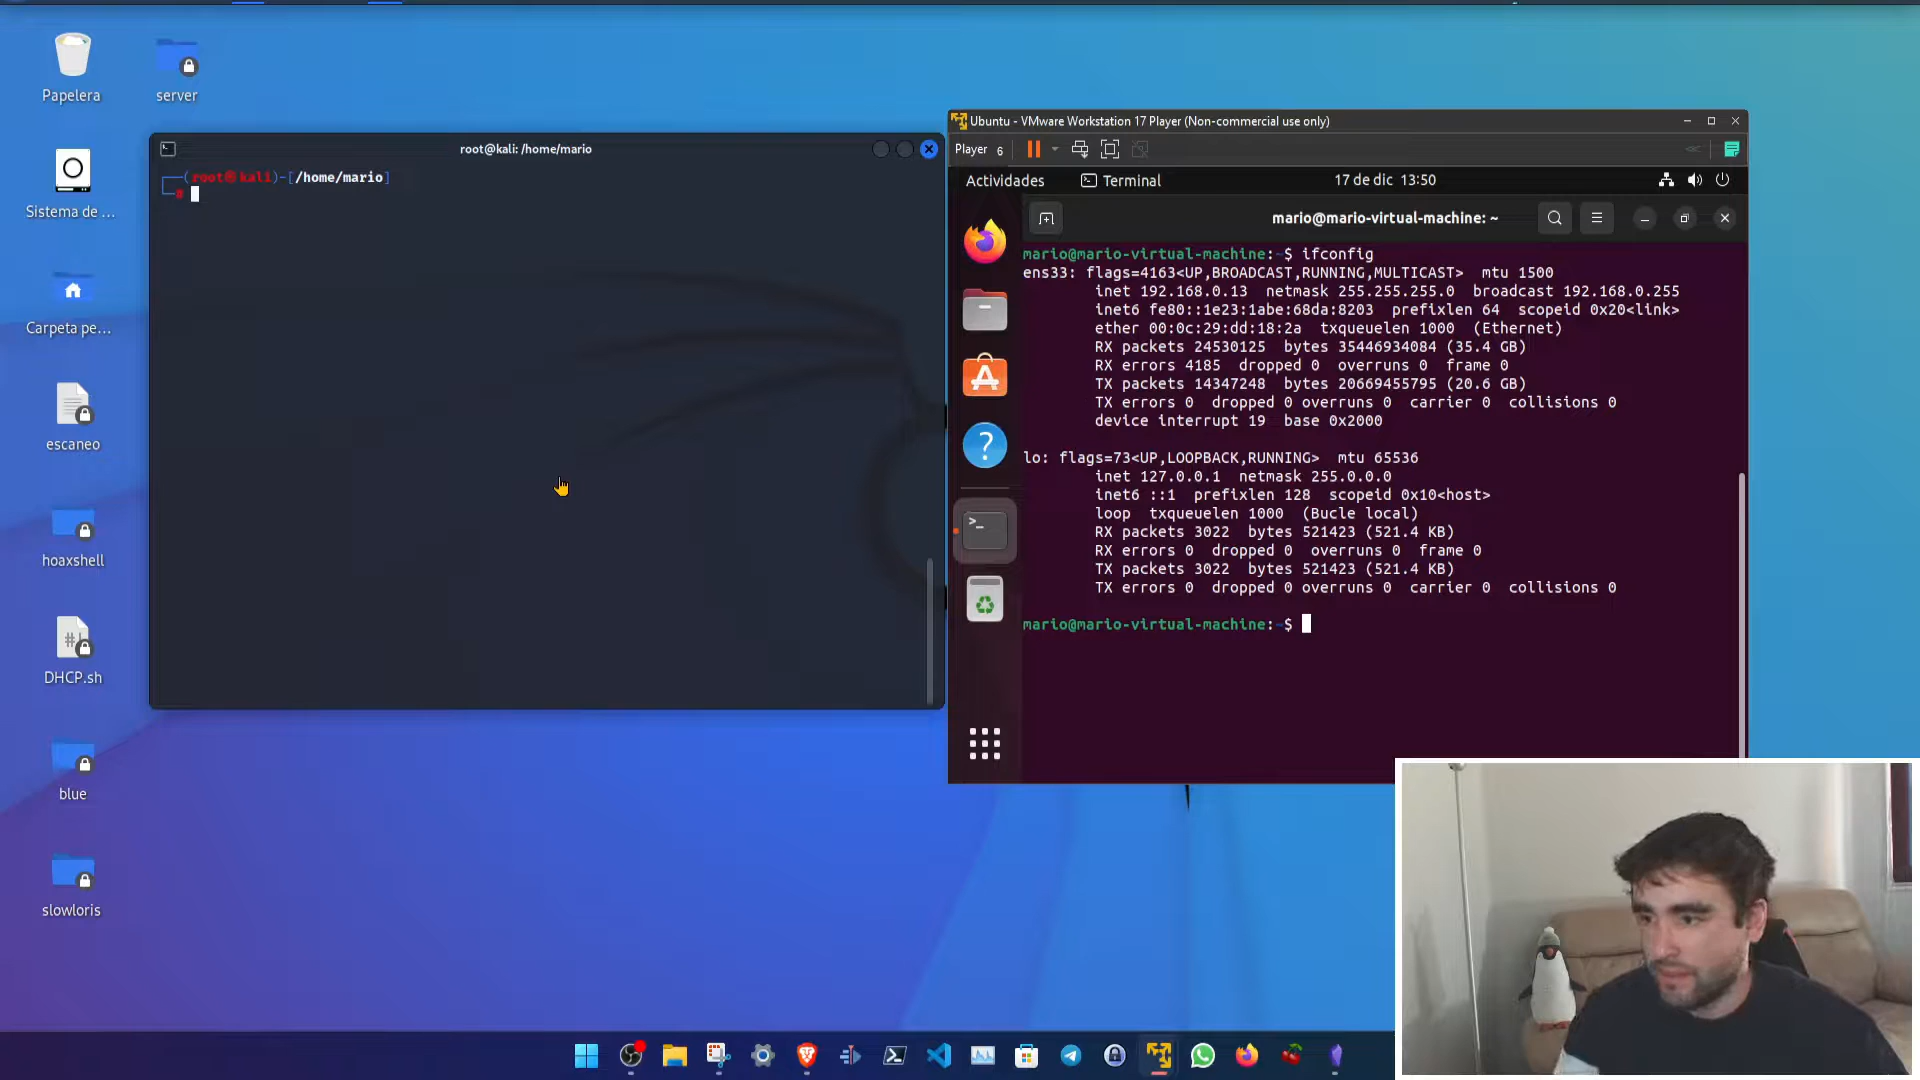 Papelera
server
Sistema de ...
Carpeta pe...
escaneo
hoaxshell
DHCP.sh
blue
slowloris
root@kali: /home/mario
(root㉿kali)-[/home/mario]
#
Ubuntu - VMware Workstation 17 Player (Non-commercial use only)
Player 6
Actividades
Terminal
17 de dic 13:50
mario@mario-virtual-machine: ~
mario@mario-virtual-machine:~$ ifconfig
ens33: flags=4163<UP,BROADCAST,RUNNING,MULTICAST> mtu 1500
inet 192.168.0.13 netmask 255.255.255.0 broadcast 192.168.0.255
inet6 fe80::1e23:1abe:68da:8203 prefixlen 64 scopeid 0x20<link>
ether 00:0c:29:dd:18:2a txqueuelen 1000 (Ethernet)
RX packets 24530125 bytes 35446934084 (35.4 GB)
RX errors 4185 dropped 0 overruns 0 frame 0
TX packets 14347248 bytes 20669455795 (20.6 GB)
TX errors 0 dropped 0 overruns 0 carrier 0 collisions 0
device interrupt 19 base 0x2000
lo: flags=73<UP,LOOPBACK,RUNNING> mtu 65536
inet 127.0.0.1 netmask 255.0.0.0
inet6 ::1 prefixlen 128 scopeid 0x10<host>
loop txqueuelen 1000 (Bucle local)
RX packets 3022 bytes 521423 (521.4 KB)
RX errors 0 dropped 0 overruns 0 frame 0
TX packets 3022 bytes 521423 (521.4 KB)
TX errors 0 dropped 0 overruns 0 carrier 0 collisions 0
mario@mario-virtual-machine:~$